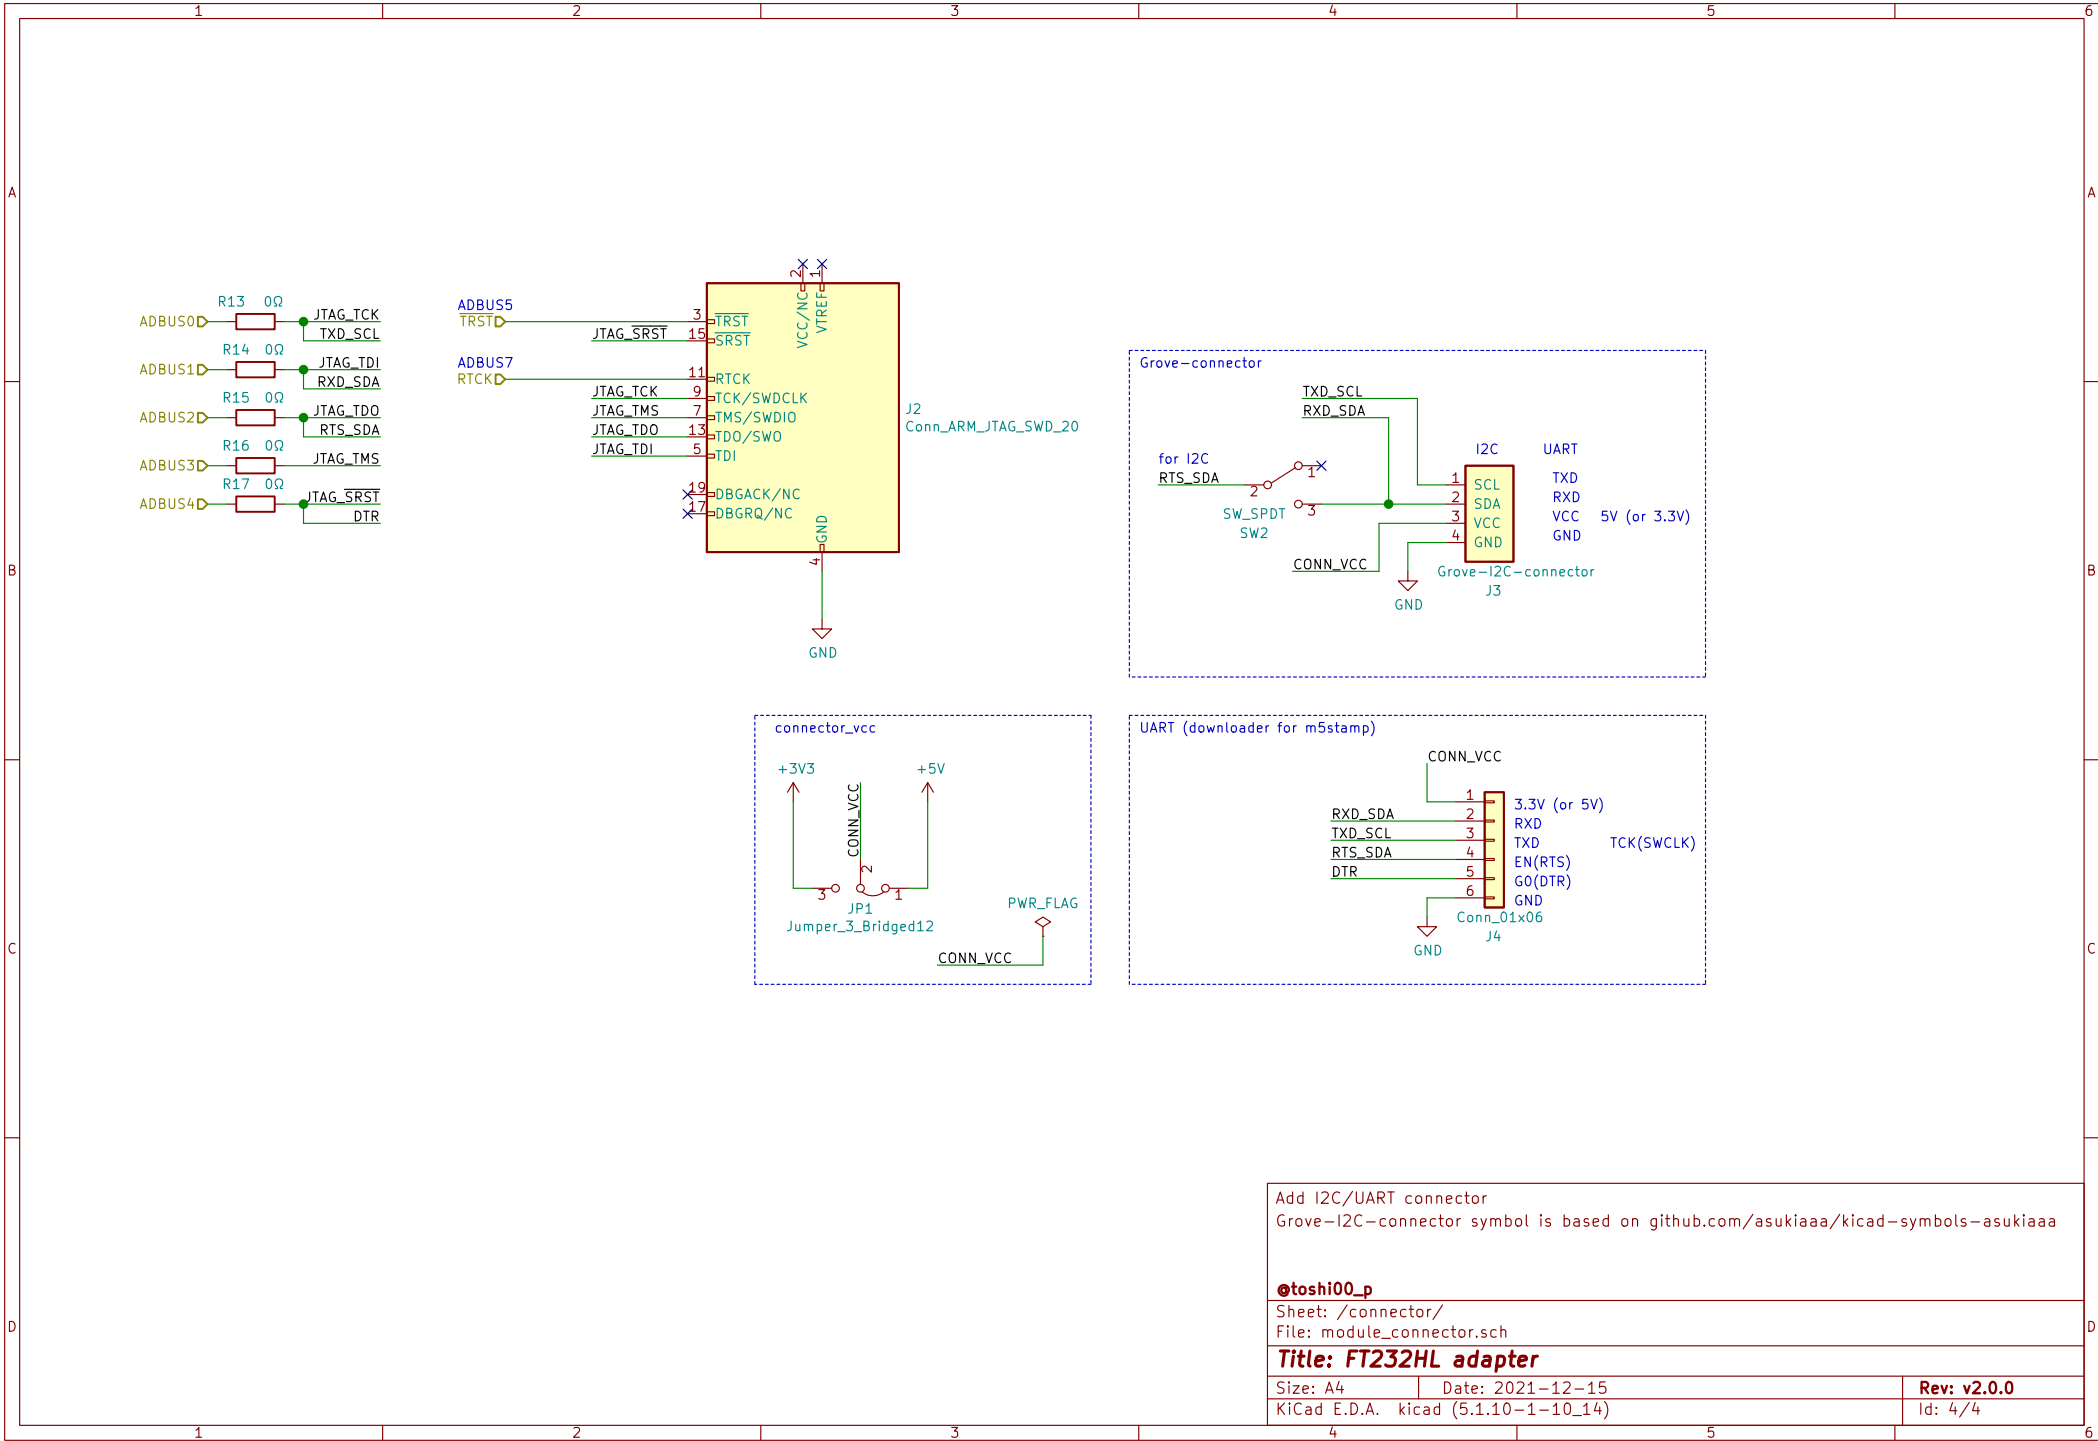 1 2 3 4 5 6
A A
B B
C C
D D
R13 0Ω
ADBUS0
JTAG_TCK
TXD_SCL
R14 0Ω
ADBUS1
JTAG_TDI
RXD_SDA
R15 0Ω
ADBUS2
JTAG_TDO
RTS_SDA
R16 0Ω
ADBUS3
JTAG_TMS
R17 0Ω
ADBUS4
JTAG_SRST
DTR
ADBUS5
TRST
ADBUS7
RTCK
JTAG_SRST
JTAG_TCK
JTAG_TMS
JTAG_TDO
JTAG_TDI
2 1
VCC/NC
VTREF
3 TRST
15 SRST
11 RTCK
9 TCK/SWDCLK
7 TMS/SWDIO
13 TDO/SWO
5 TDI
19 DBGACK/NC
17 DBGRQ/NC
GND
4
GND
J2
Conn_ARM_JTAG_SWD_20
Grove-connector
TXD_SCL
RXD_SDA
for I2C
RTS_SDA
2
1
3
SW_SPDT
SW2
CONN_VCC
GND
I2C UART
1 SCL TXD
2 SDA RXD
3 VCC VCC 5V (or 3.3V)
4 GND GND
Grove-I2C-connector
J3
connector_vcc
+3V3
CONN_VCC
+5V
3
2
1
JP1
Jumper_3_Bridged12
PWR_FLAG
CONN_VCC
UART (downloader for m5stamp)
CONN_VCC
1 3.3V (or 5V)
RXD_SDA 2 RXD
TXD_SCL 3 TXD TCK(SWCLK)
RTS_SDA 4 EN(RTS)
DTR 5 G0(DTR)
6 GND
Conn_01x06
J4
GND
Add I2C/UART connector
Grove-I2C-connector symbol is based on github.com/asukiaaa/kicad-symbols-asukiaaa
@toshi00_p
Sheet: /connector/
File: module_connector.sch
Title: FT232HL adapter
Size: A4 Date: 2021-12-15 Rev: v2.0.0
KiCad E.D.A. kicad (5.1.10-1-10_14) Id: 4/4
1 2 3 4 5 6